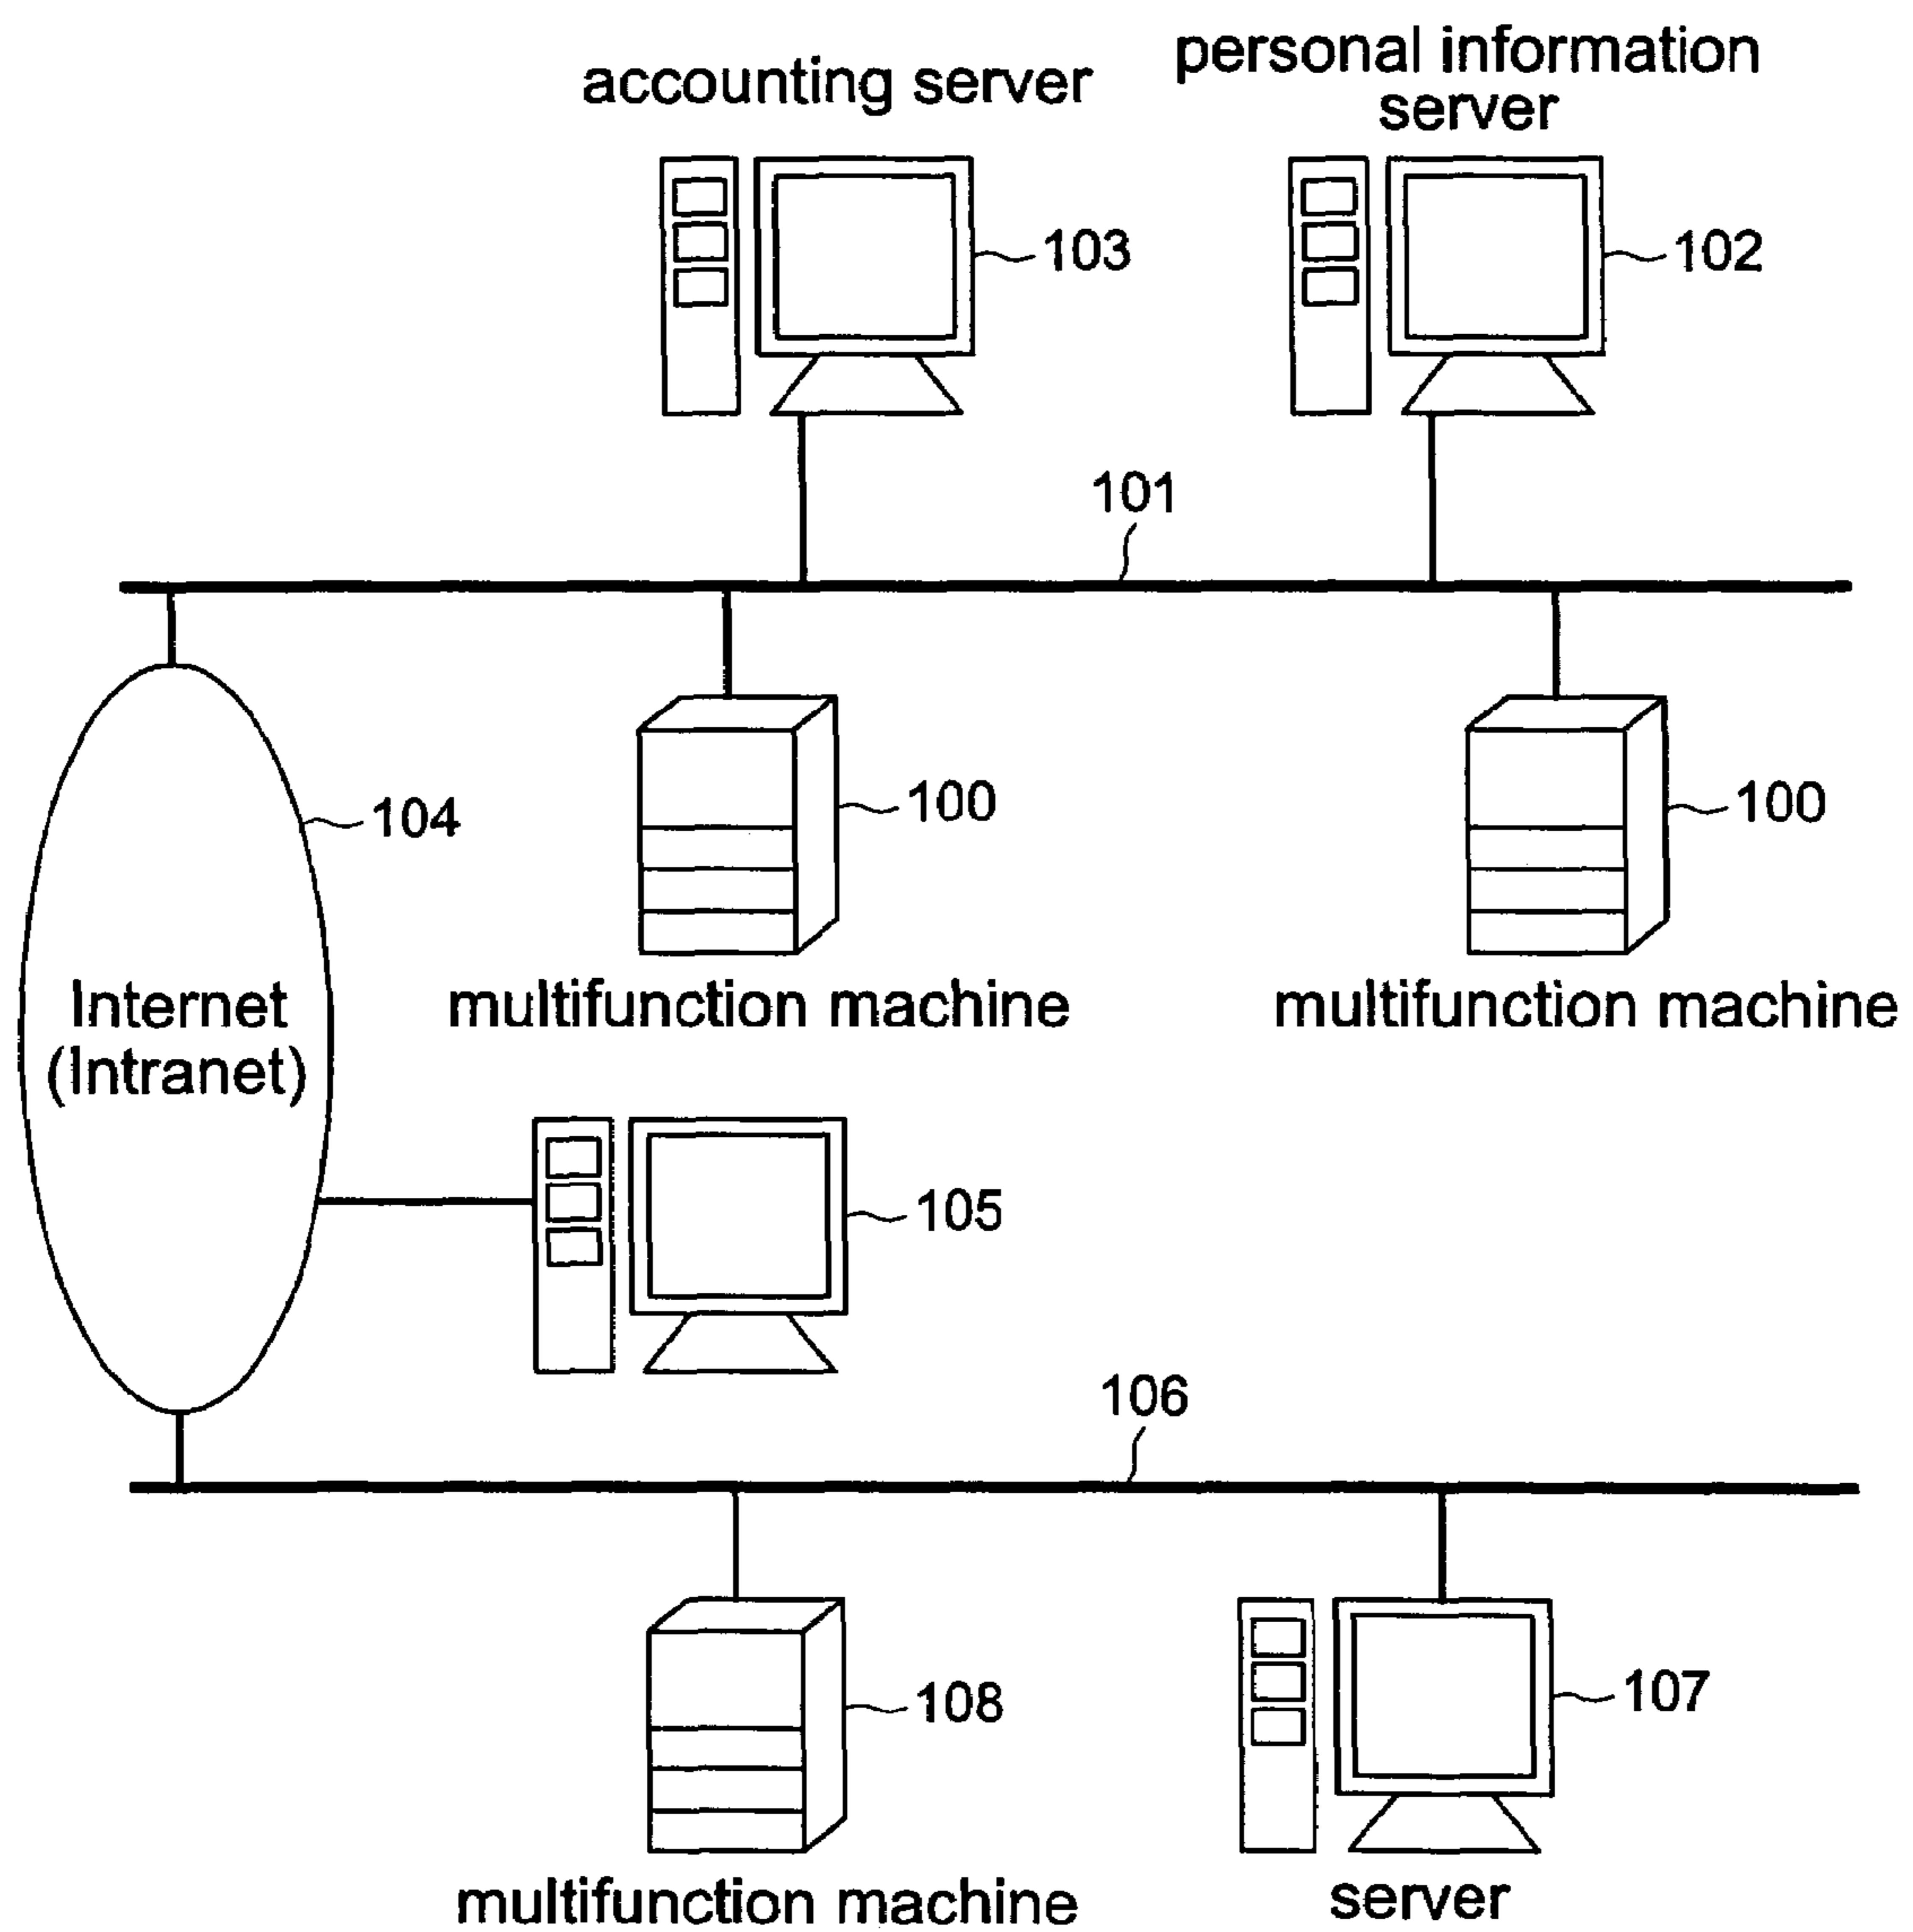 accounting server
personal information
server
103
102
101
100
100
104
multifunction machine
multifunction machine
Internet
(Intranet)
105
106
108
107
multifunction machine
server